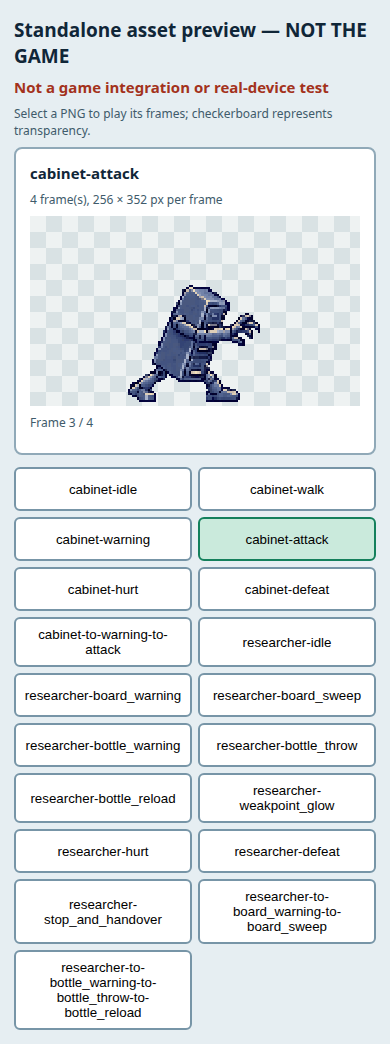 Standalone asset preview — NOT THE
GAME
Not a game integration or real-device test
Select a PNG to play its frames; checkerboard represents
transparency.
cabinet-attack
4 frame(s), 256 × 352 px per frame
Frame 3 / 4
cabinet-idle
cabinet-walk
cabinet-warning
cabinet-attack
cabinet-hurt
cabinet-defeat
cabinet-to-warning-to-
attack
researcher-idle
researcher-board_warning
researcher-board_sweep
researcher-bottle_warning
researcher-bottle_throw
researcher-bottle_reload
researcher-
weakpoint_glow
researcher-hurt
researcher-defeat
researcher-
stop_and_handover
researcher-to-
board_warning-to-
board_sweep
researcher-to-
bottle_warning-to-
bottle_throw-to-
bottle_reload